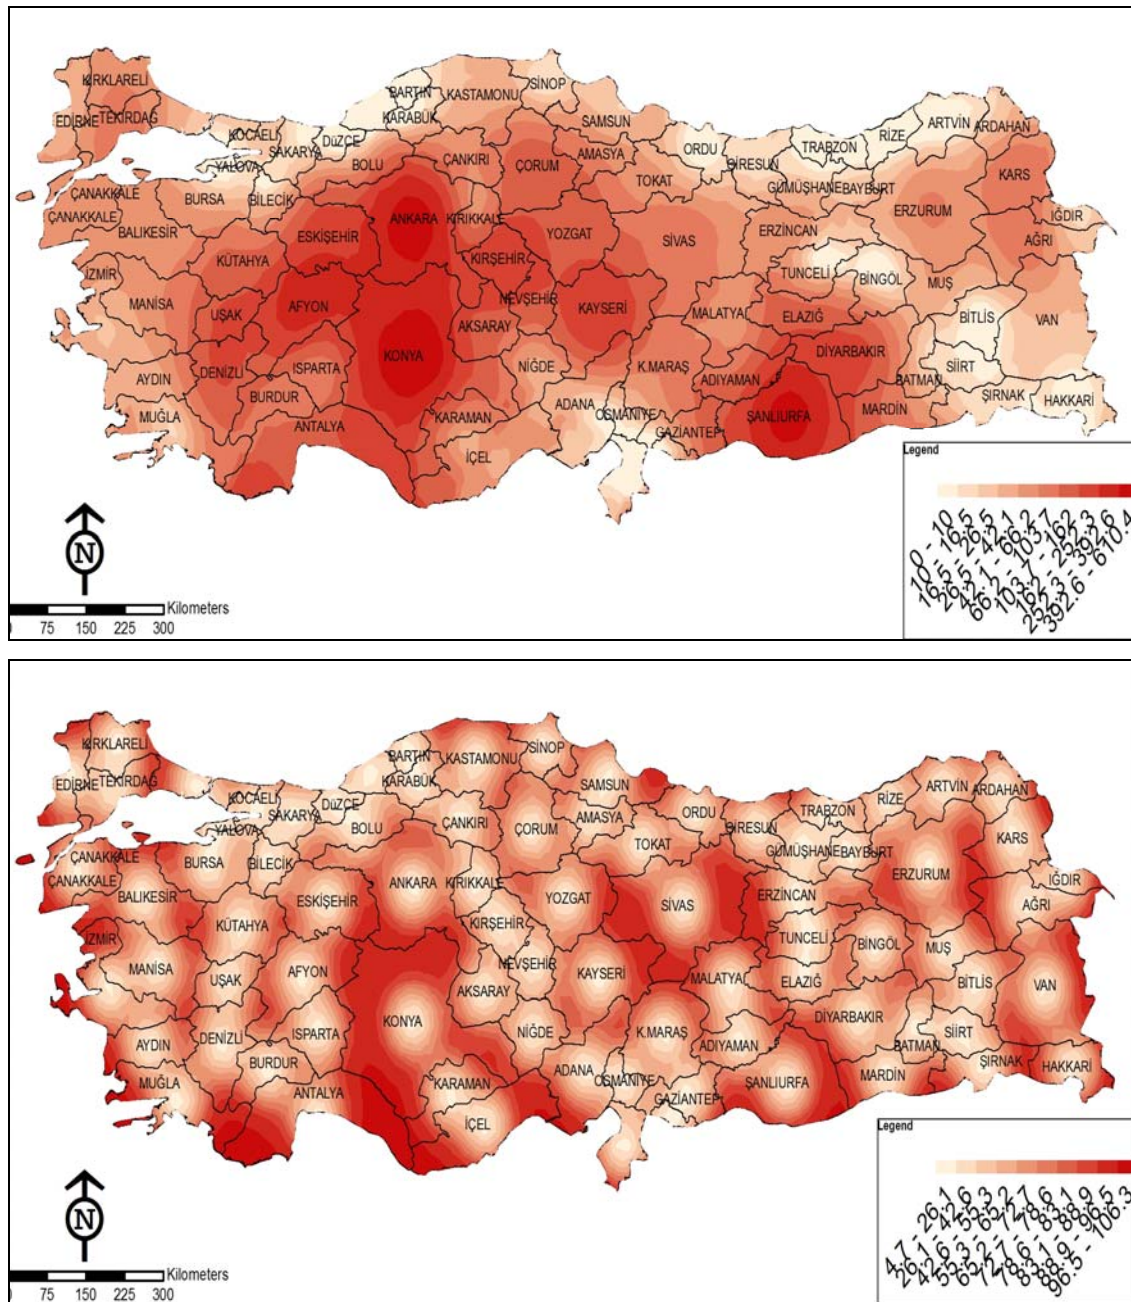 KIRKLARELİ
EDİRNE
TEKİRDAĞ
BARTIN
KARABÜK
KASTAMONU
SİNOP
SAMSUN
KOCAELİ
YALOVA
SAKARYA
DüZCE
BOLU
ÇANKIRI
ÇORUM
AMASYA
TOKAT
ORDU
GİRESUN
TRABZON
GÜMÜŞHANE
BAYBURT
RİZE
ARTVİN
ARDAHAN
KARS
IĞDIR
AĞRI
ERZURUM
ERZİNCAN
ÇANAKKALE
ÇANAKKALE
BURSA
BİLECİK
BALIKESİR
ESKİŞEHİR
ANKARA
KIRIKKALE
YOZGAT
SİVAS
KÜTAHYA
KIRŞEHİR
NEVŞEHİR
KAYSERİ
TUNCELİ
BİNGÖL
MUŞ
İZMİR
MANİSA
UŞAK
AFYON
AKSARAY
MALATYA
ELAZIĞ
BİTLİS
VAN
KONYA
NİĞDE
K.MARAŞ
DİYARBAKIR
ADIYAMAN
BATMAN
SİİRT
AYDIN
DENİZLİ
ISPARTA
BURDUR
MUĞLA
ANTALYA
KARAMAN
İÇEL
ADANA
OSMANİYE
GAZİANTEP
ŞANLIURFA
MARDİN
ŞIRNAK
HAKKARİ
Legend
0 - 10
10 - 16.5
16.5 - 26.5
26.5 - 42.1
42.1 - 66.2
66.2 - 103.7
103.7 - 162
162 - 252.3
252.3 - 392.6
392.6 - 610.4
N
Kilometers
75 150 225 300
KIRKLARELİ
EDİRNE
TEKİRDAĞ
BARTIN
KARABÜK
KASTAMONU
SİNOP
SAMSUN
KOCAELİ
YALOVA
SAKARYA
DüZCE
BOLU
ÇANKIRI
ÇORUM
AMASYA
TOKAT
ORDU
GİRESUN
TRABZON
GÜMÜŞHANE
BAYBURT
RİZE
ARTVİN
ARDAHAN
KARS
IĞDIR
AĞRI
ERZURUM
ERZİNCAN
ÇANAKKALE
ÇANAKKALE
BURSA
BİLECİK
BALIKESİR
ESKİŞEHİR
ANKARA
KIRIKKALE
YOZGAT
SİVAS
KÜTAHYA
KIRŞEHİR
NEVŞEHİR
KAYSERİ
TUNCELİ
BİNGÖL
MUŞ
İZMİR
MANİSA
UŞAK
AFYON
AKSARAY
MALATYA
ELAZIĞ
BİTLİS
VAN
KONYA
NİĞDE
K.MARAŞ
DİYARBAKIR
ADIYAMAN
BATMAN
SİİRT
AYDIN
DENİZLİ
ISPARTA
BURDUR
MUĞLA
ANTALYA
KARAMAN
İÇEL
ADANA
OSMANİYE
GAZİANTEP
ŞANLIURFA
MARDİN
ŞIRNAK
HAKKARİ
Legend
4.7 - 26.1
26.1 - 42.6
42.6 - 55.3
55.3 - 65.2
65.2 - 72.7
72.7 - 78.6
78.6 - 83.1
83.1 - 88.9
88.9 - 96.5
96.5 - 106.3
N
Kilometers
75 150 225 300